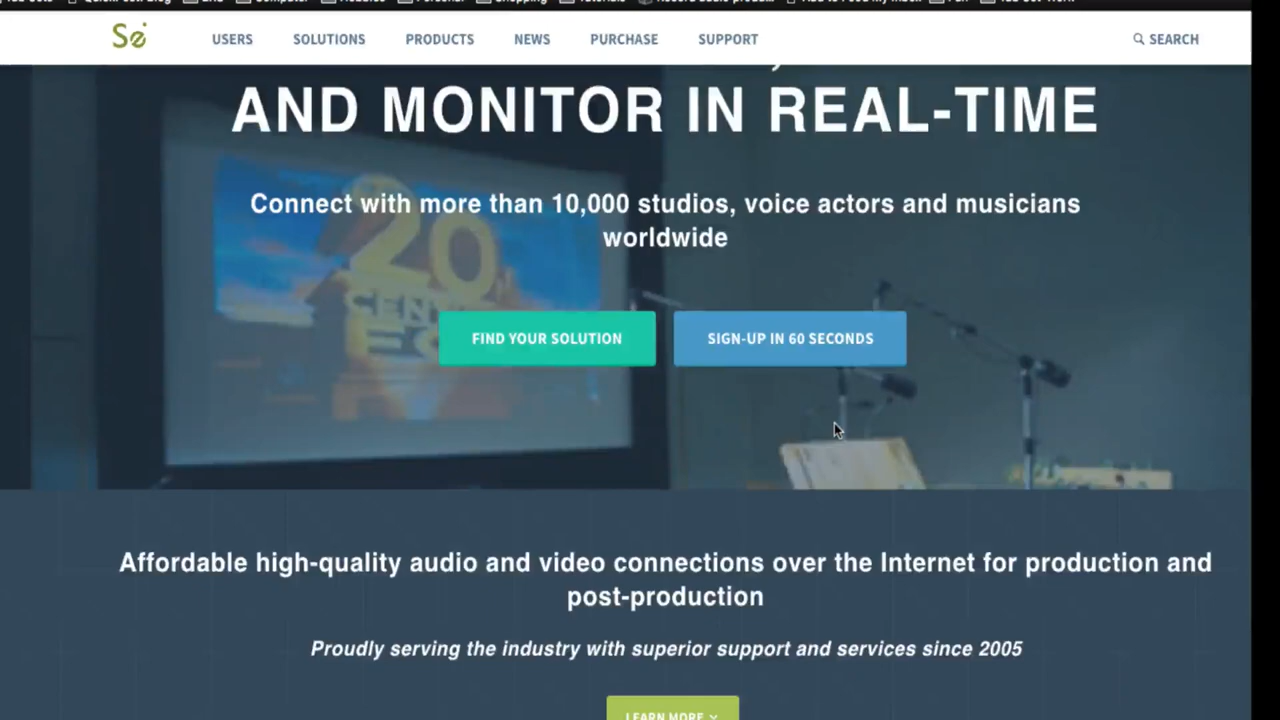 Se
USERS
SOLUTIONS
PRODUCTS
NEWS
PURCHASE
SUPPORT
SEARCH
AND MONITOR IN REAL-TIME
Connect with more than 10,000 studios, voice actors and musicians
worldwide
20
CENT
FIND YOUR SOLUTION
SIGN-UP IN 60 SECONDS
Affordable high-quality audio and video connections over the Internet for production and
post-production
Proudly serving the industry with superior support and services since 2005
LEARN MORE